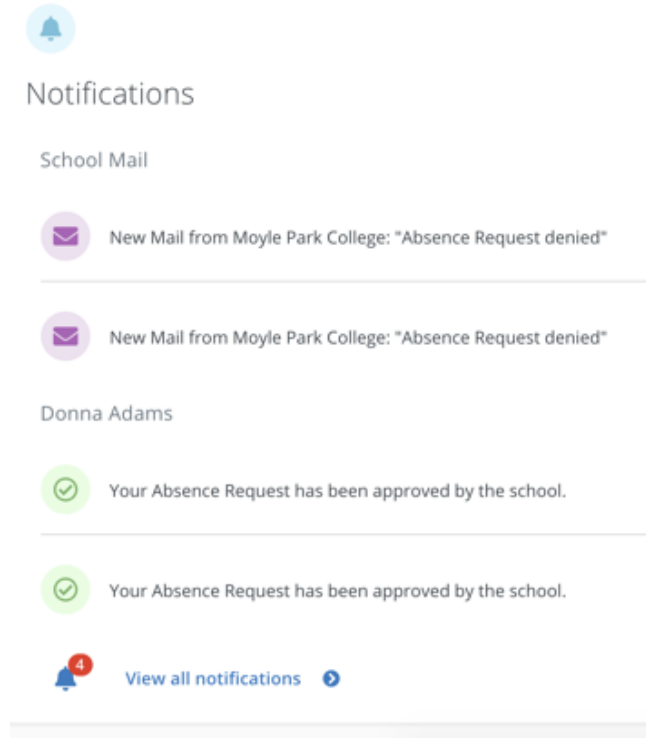 Notifications
School Mail
New Mail from Moyle Park College: "Absence Request denied"
New Mail from Moyle Park College: "Absence Request denied"
Donna Adams
Your Absence Request has been approved by the school.
Your Absence Request has been approved by the school.
4
View all notifications